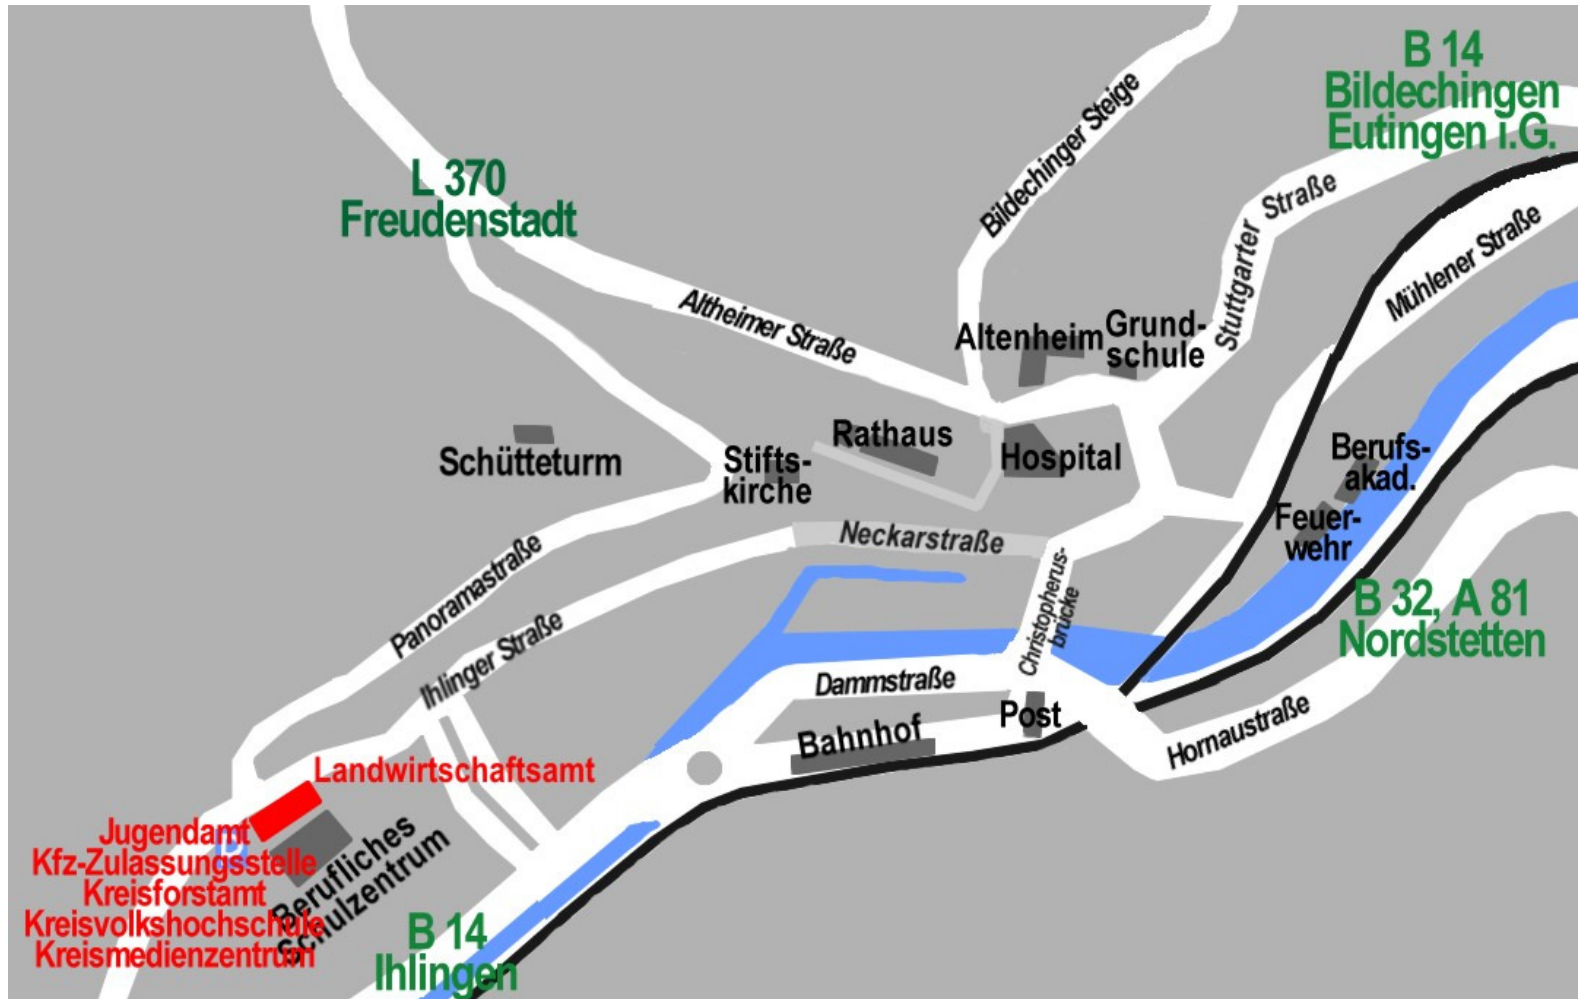 B 14
Bildechingen
Eutingen i.G.
Bildechinger Steige
L 370
Freudenstadt
Stuttgarter Straße
Mühlener Straße
Altheimer Straße
Altenheim
Grund-
schule
Schütteturm
Stifts-
kirche
Rathaus
Hospital
Berufs-
akad.
Feuer-
wehr
Neckarstraße
Panoramastraße
Ihlinger Straße
Christopherus-
brücke
B 32, A 81
Nordstetten
Dammstraße
Post
Bahnhof
Hornaustraße
Landwirtschaftsamt
Jugendamt
P
Kfz-Zulassungsstelle
Kreisforstamt
Kreisvolkshochschule
Kreismedienzentrum
Berufliches
Schulzentrum
B 14
Ihlingen